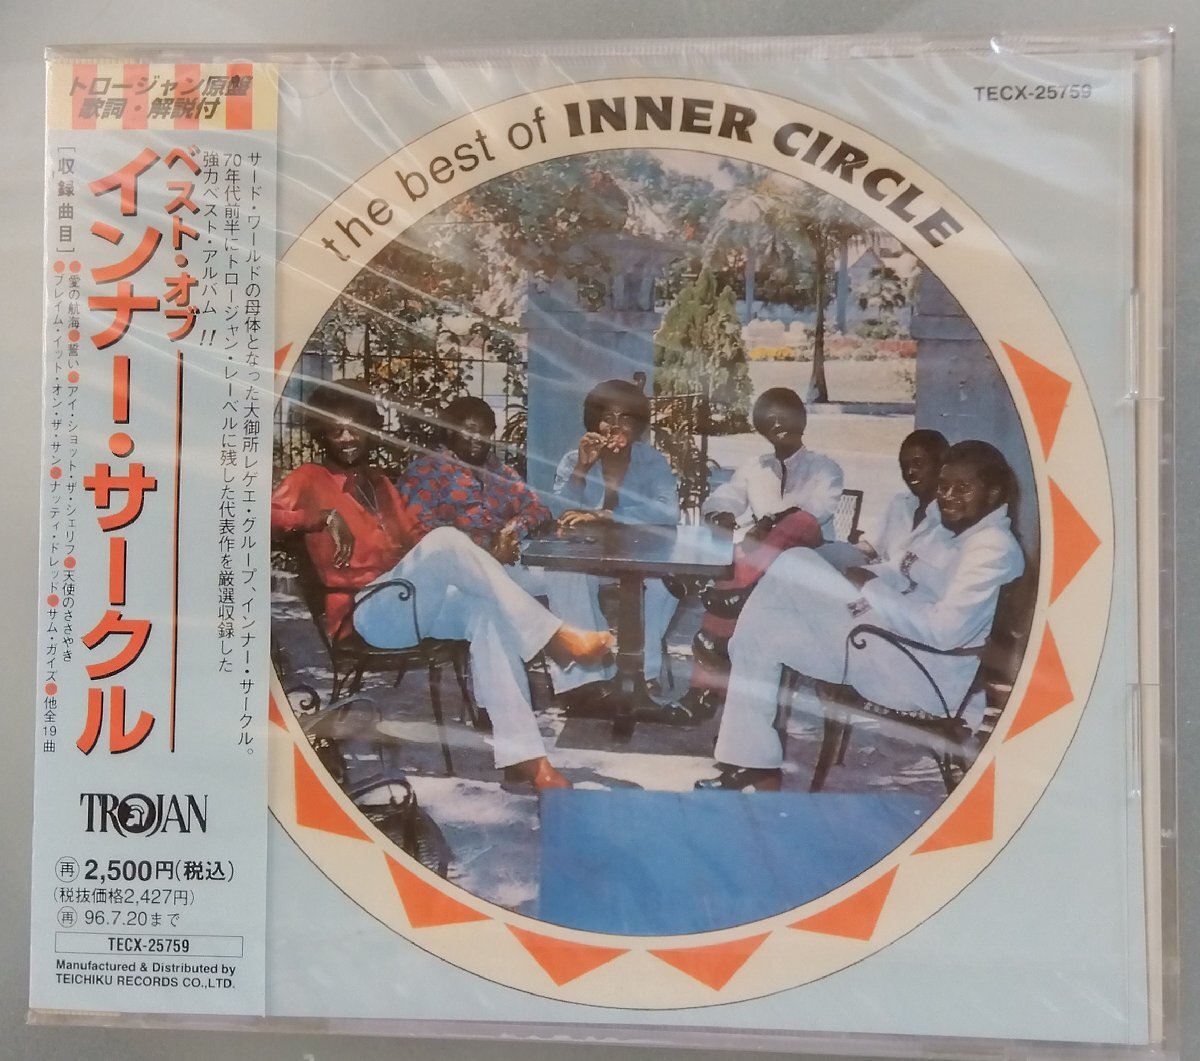 トロージャン原盤
歌詞・解説付
サード・ワールドの母体となった大御所レゲエ・グループ、インナー・サークル。
70年代前半にトロージャン・レーベルに残した代表作を厳選収録した
強力ベスト・アルバム!!
ベスト・オブ
インナー・サークル
[収録曲目]
●愛の航海●誓い●アイ・ショット・ザ・シェリフ●天使のささやき
●ブレイム・イット・オン・ザ・サン●ナッティ・ドレッド●サム・ガイズ●他全19曲
TROJAN
再 2,500円(税込)
(税抜価格2,427円)
再 96.7.20まで
TECX-25759
Manufactured & Distributed by
TEICHIKU RECORDS CO.,LTD.
TECX-25759
the best of INNER CIRCLE